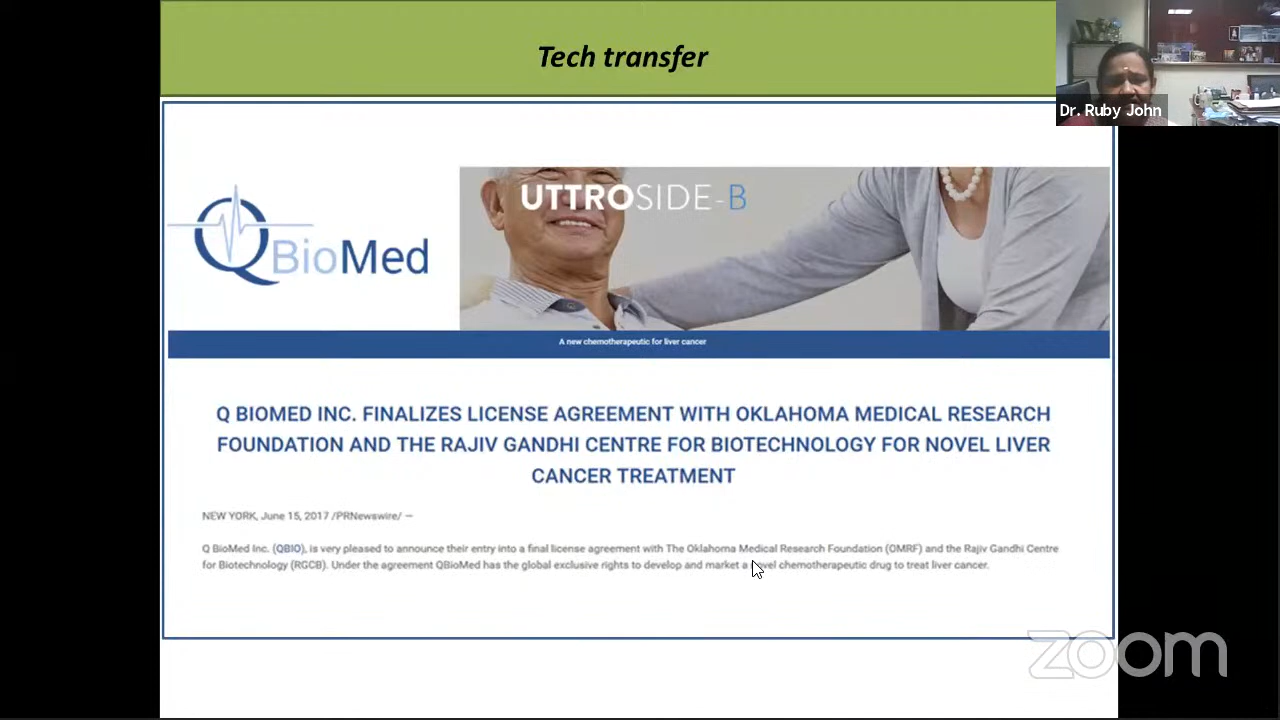 Tech transfer
Dr. Ruby John
UTTROSIDE-B
QBioMed
A new chemotherapeutic for liver cancer
Q BIOMED INC. FINALIZES LICENSE AGREEMENT WITH OKLAHOMA MEDICAL RESEARCH
FOUNDATION AND THE RAJIV GANDHI CENTRE FOR BIOTECHNOLOGY FOR NOVEL LIVER
CANCER TREATMENT
NEW YORK, June 15, 2017 /PRNewswire/ —
Q BioMed Inc. (QBIO), is very pleased to announce their entry into a final license agreement with The Oklahoma Medical Research Foundation (OMRF) and the Rajiv Gandhi Centre
for Biotechnology (RGCB). Under the agreement QBioMed has the global exclusive rights to develop and market a novel chemotherapeutic drug to treat liver cancer.
zoom